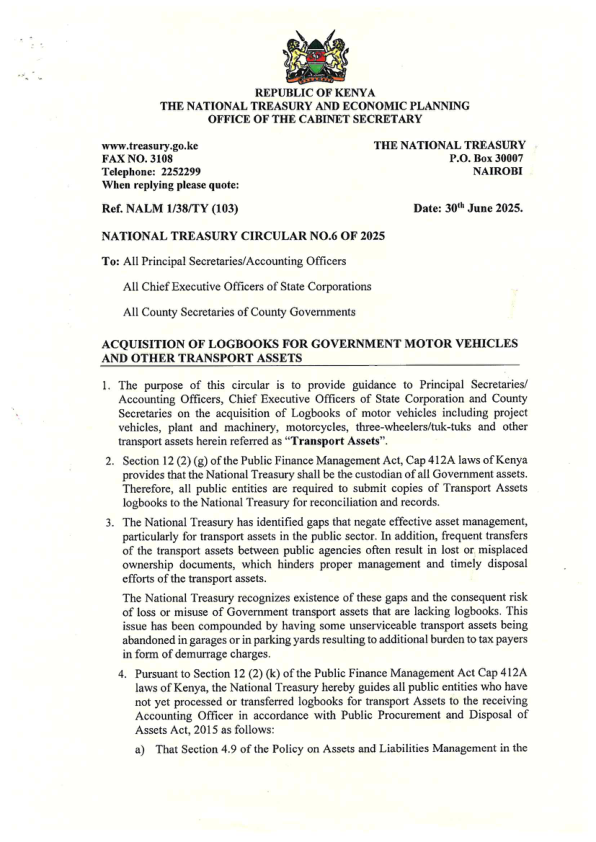 REPUBLIC OF KENYA
THE NATIONAL TREASURY AND ECONOMIC PLANNING
OFFICE OF THE CABINET SECRETARY
www.treasury.go.ke
FAX NO. 3108
Telephone: 2252299
When replying please quote:
THE NATIONAL TREASURY
P.O. Box 30007
NAIROBI
Ref. NALM 1/38/TY (103)
Date: 30th June 2025.
NATIONAL TREASURY CIRCULAR NO.6 OF 2025
To: All Principal Secretaries/Accounting Officers
All Chief Executive Officers of State Corporations
All County Secretaries of County Governments
ACQUISITION OF LOGBOOKS FOR GOVERNMENT MOTOR VEHICLES
AND OTHER TRANSPORT ASSETS
1. The purpose of this circular is to provide guidance to Principal Secretaries/
Accounting Officers, Chief Executive Officers of State Corporation and County
Secretaries on the acquisition of Logbooks of motor vehicles including project
vehicles, plant and machinery, motorcycles, three-wheelers/tuk-tuks and other
transport assets herein referred as “Transport Assets”.
2. Section 12 (2) (g) of the Public Finance Management Act, Cap 412A laws of Kenya
provides that the National Treasury shall be the custodian of all Government assets.
Therefore, all public entities are required to submit copies of Transport Assets
logbooks to the National Treasury for reconciliation and records.
3. The National Treasury has identified gaps that negate effective asset management,
particularly for transport assets in the public sector. In addition, frequent transfers
of the transport assets between public agencies often result in lost or misplaced
ownership documents, which hinders proper management and timely disposal
efforts of the transport assets.
The National Treasury recognizes existence of these gaps and the consequent risk
of loss or misuse of Government transport assets that are lacking logbooks. This
issue has been compounded by having some unserviceable transport assets being
abandoned in garages or in parking yards resulting to additional burden to tax payers
in form of demurrage charges.
4. Pursuant to Section 12 (2) (k) of the Public Finance Management Act Cap 412A
laws of Kenya, the National Treasury hereby guides all public entities who have
not yet processed or transferred logbooks for transport Assets to the receiving
Accounting Officer in accordance with Public Procurement and Disposal of
Assets Act, 2015 as follows:
a) That Section 4.9 of the Policy on Assets and Liabilities Management in the